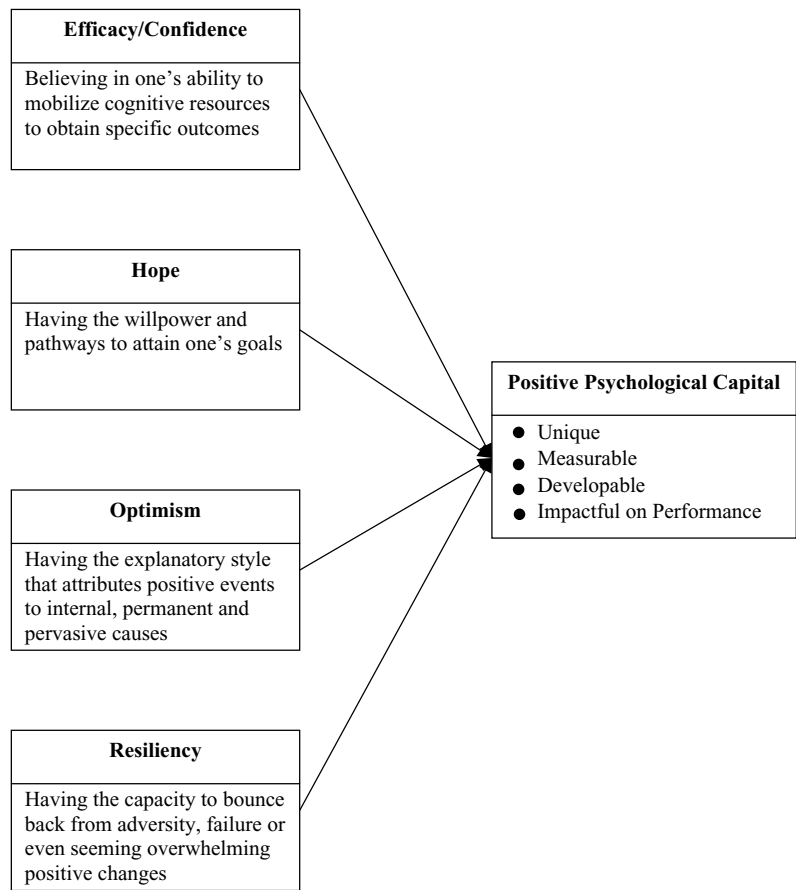 Efficacy/Confidence
Believing in one's ability to
mobilize cognitive resources
to obtain specific outcomes
Hope
Having the willpower and
pathways to attain one's goals
Optimism
Having the explanatory style
that attributes positive events
to internal, permanent and
pervasive causes
Resiliency
Having the capacity to bounce
back from adversity, failure or
even seeming overwhelming
positive changes
Positive Psychological Capital
● Unique
● Measurable
● Developable
● Impactful on Performance